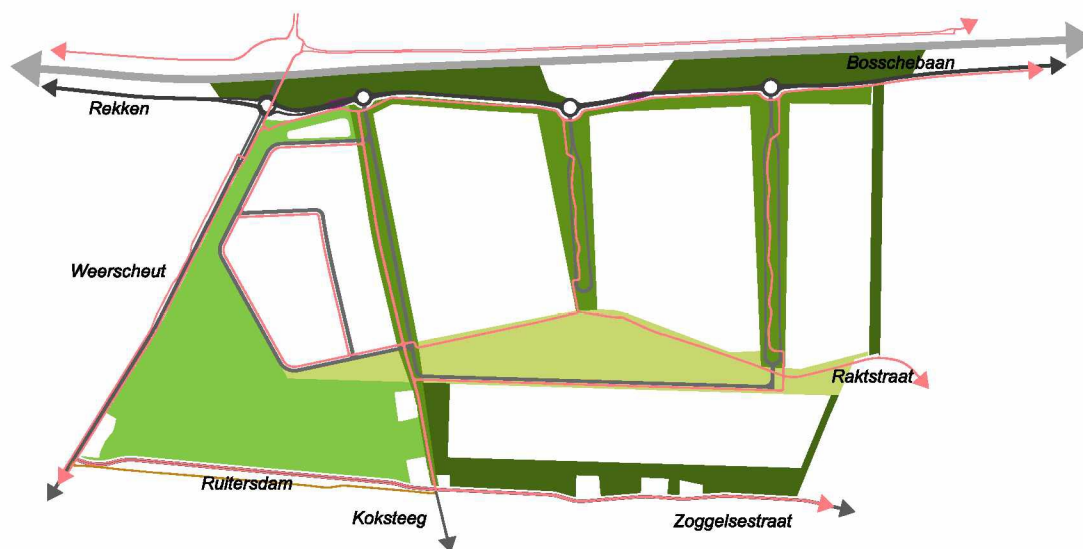 Bosschebaan
Rekken
Weerscheut
Raktstraat
Ruitersdam
Koksteeg
Zoggelsestraat